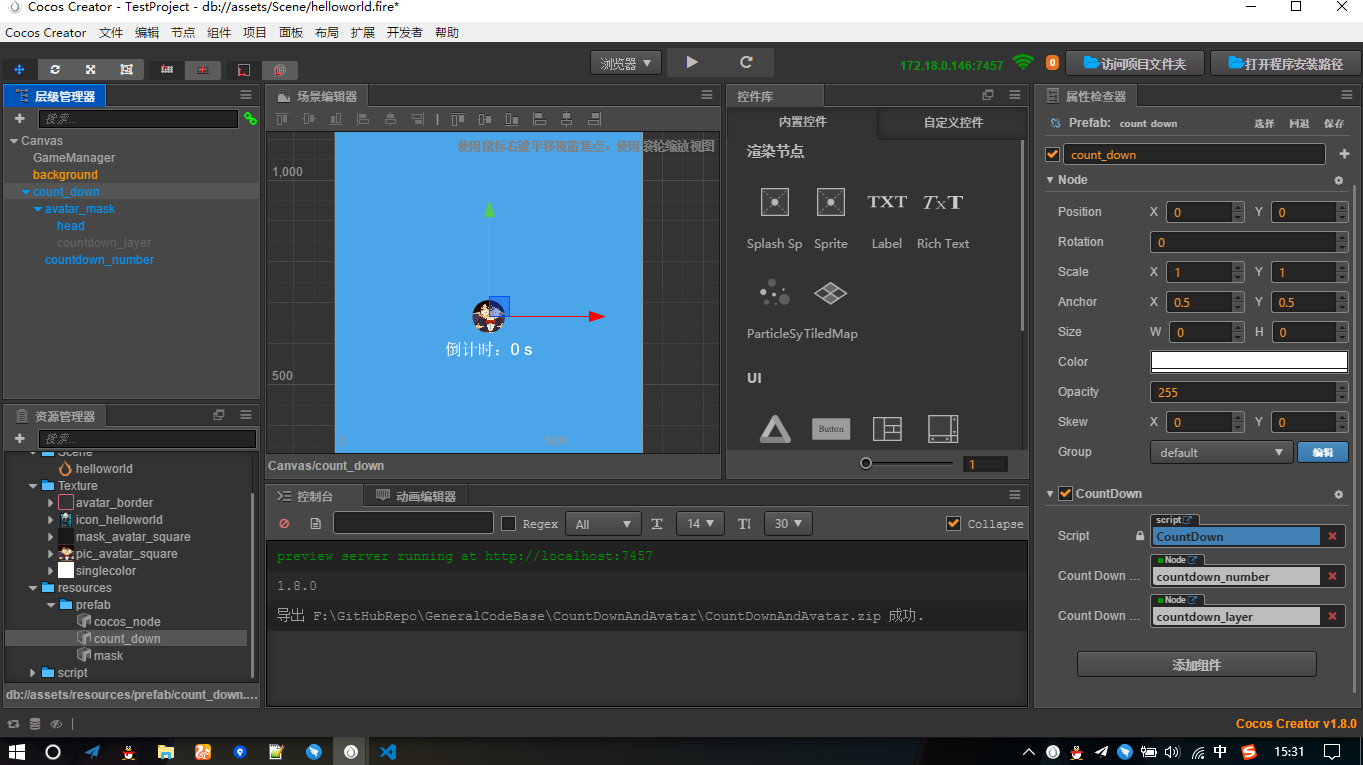 Cocos Creator - TestProject - db://assets/Scene/helloworld.fire*
Cocos Creator 文件 编辑 节点 组件 项目 面板 布局 扩展 开发者 帮助
浏览器 172.18.0.146:7457 0 访问项目文件夹 打开程序安装路径
层级管理器
搜索...
Canvas
GameManager
background
count_down
avatar_mask
head
countdown_layer
countdown_number
资源管理器
搜索...
Scene
helloworld
Texture
avatar_border
icon_helloworld
mask_avatar_square
pic_avatar_square
singlecolor
resources
prefab
cocos_node
count_down
mask
script
db://assets/resources/prefab/count_down....
场景编辑器
使用鼠标右键平移视窗焦点，使用滚轮缩放视图
1,000
倒计时：0 s
500
0 500
Canvas/count_down
控件库
内置控件 自定义控件
渲染节点
TXT TxT
Splash Sp Sprite Label Rich Text
ParticleSy TiledMap
UI
Button
1
控制台 动画编辑器
Regex All 14 30 Collapse
preview server running at http://localhost:7457
1.8.0
导出 F:\GitHubRepo\GeneralCodeBase\CountDownAndAvatar\CountDownAndAvatar.zip 成功.
属性检查器
Prefab: count down 选择 回退 保存
count_down
Node
Position X 0 Y 0
Rotation 0
Scale X 1 Y 1
Anchor X 0.5 Y 0.5
Size W 0 H 0
Color
Opacity 255
Skew X 0 Y 0
Group default 编辑
CountDown
script
Script CountDown
Node
Count Down ... countdown_number
Node
Count Down ... countdown_layer
添加组件
Cocos Creator v1.8.0
中 15:31